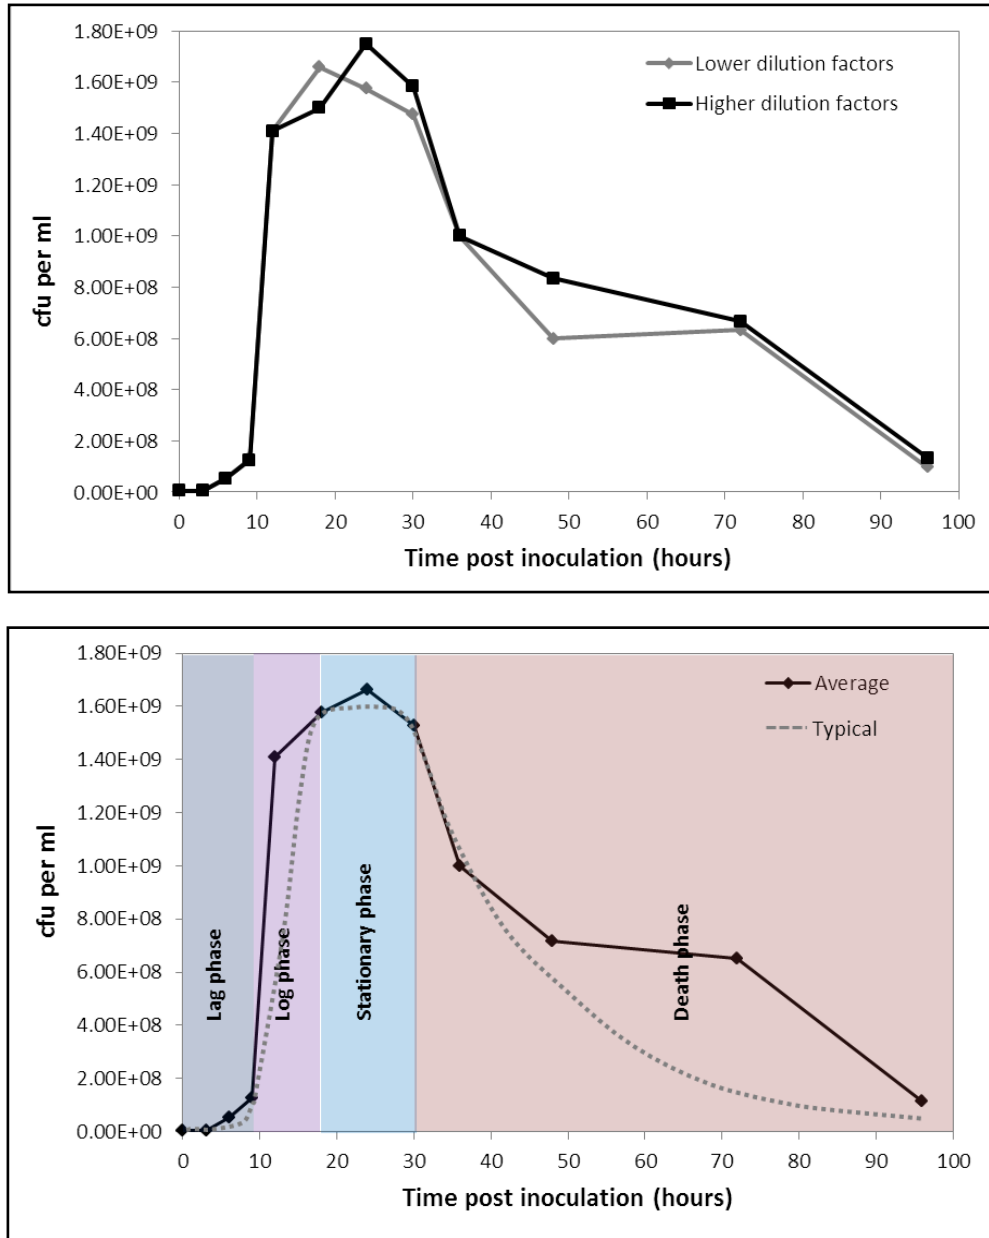 1.80E+09
1.60E+09
1.40E+09
1.20E+09
1.00E+09
8.00E+08
6.00E+08
4.00E+08
2.00E+08
0.00E+00
cfu per ml
Lower dilution factors
Higher dilution factors
0 10 20 30 40 50 60 70 80 90 100
Time post inoculation (hours)
1.80E+09
1.60E+09
1.40E+09
1.20E+09
1.00E+09
8.00E+08
6.00E+08
4.00E+08
2.00E+08
0.00E+00
cfu per ml
Average
Typical
Lag phase
Log phase
Stationary phase
Death phase
0 10 20 30 40 50 60 70 80 90 100
Time post inoculation (hours)